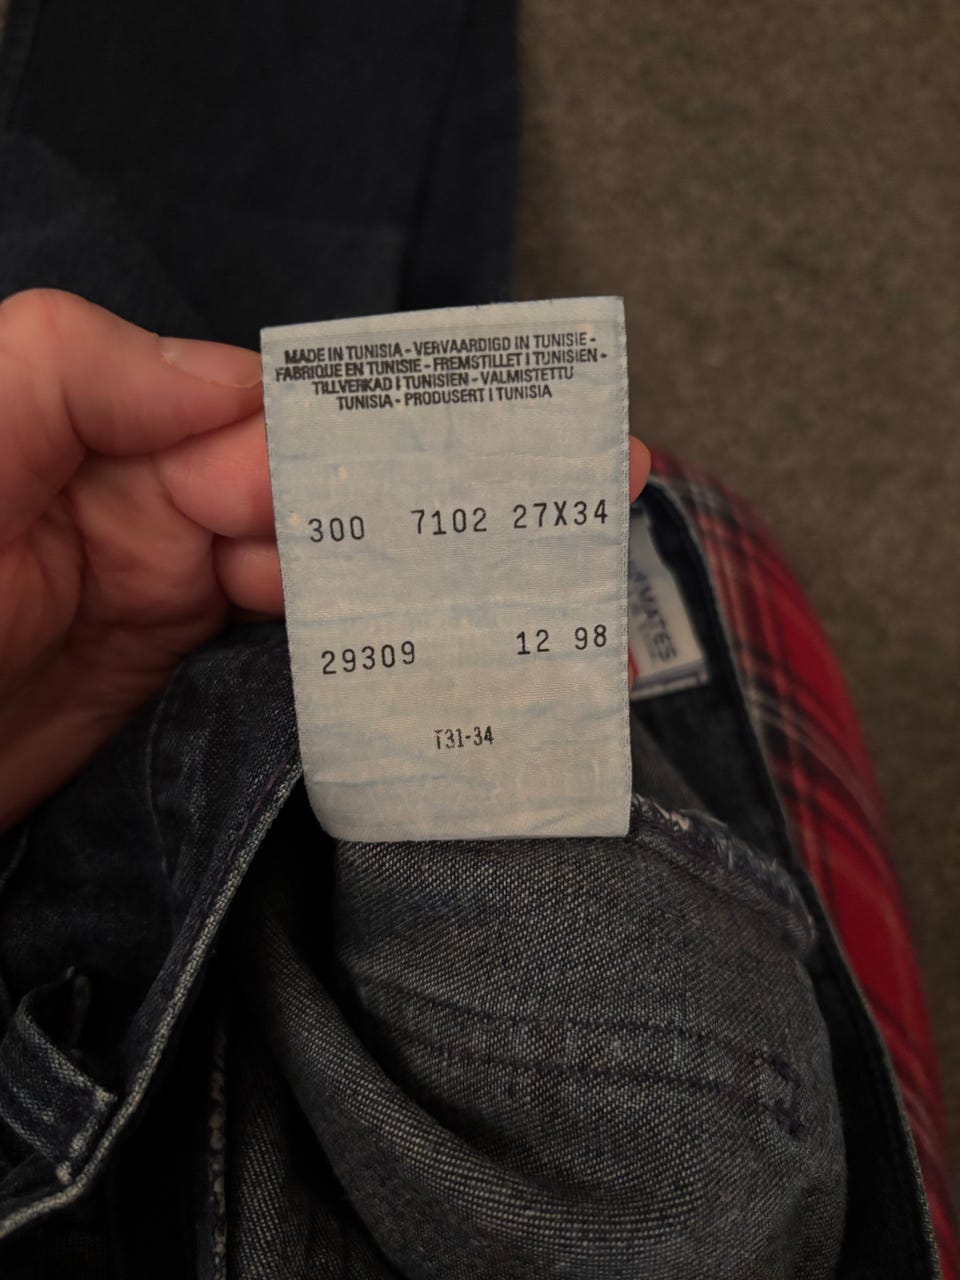 MADE IN TUNISIA - VERVAARDIGD IN TUNISIE -
FABRIQUE EN TUNISIE - FREMSTILLET I TUNISIEN -
TILLVERKAD I TUNISIEN - VALMISTETTU
TUNISIA - PRODUSERT I TUNISIA
300 7102 27X34
29309 12 98
T31-34